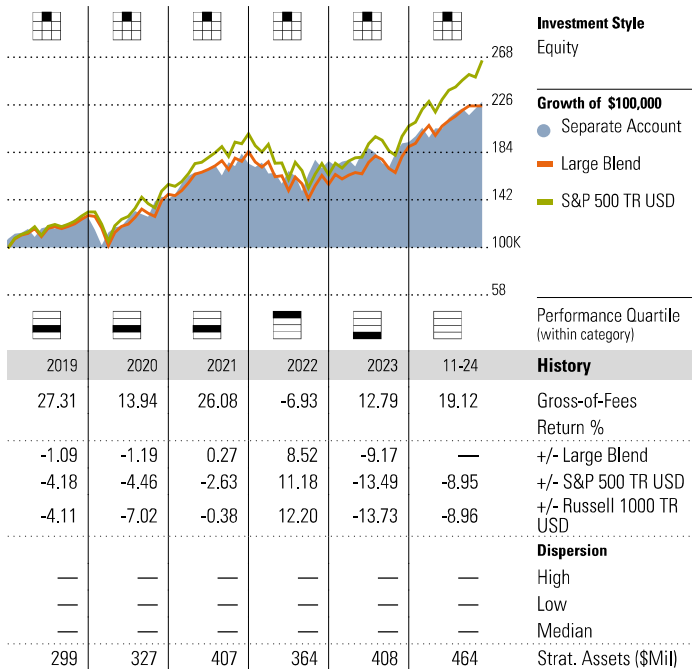 Investment Style
Equity
268
226
184
142
100K
58
Growth of $100,000
Separate Account
Large Blend
S&P 500 TR USD
Performance Quartile
(within category)
2019 2020 2021 2022 2023 11-24 History
27.31 13.94 26.08 -6.93 12.79 19.12 Gross-of-Fees
Return %
-1.09 -1.19 0.27 8.52 -9.17 — +/- Large Blend
-4.18 -4.46 -2.63 11.18 -13.49 -8.95 +/- S&P 500 TR USD
-4.11 -7.02 -0.38 12.20 -13.73 -8.96 +/- Russell 1000 TR
USD
Dispersion
— — — — — — High
— — — — — — Low
— — — — — — Median
299 327 407 364 408 464 Strat. Assets ($Mil)